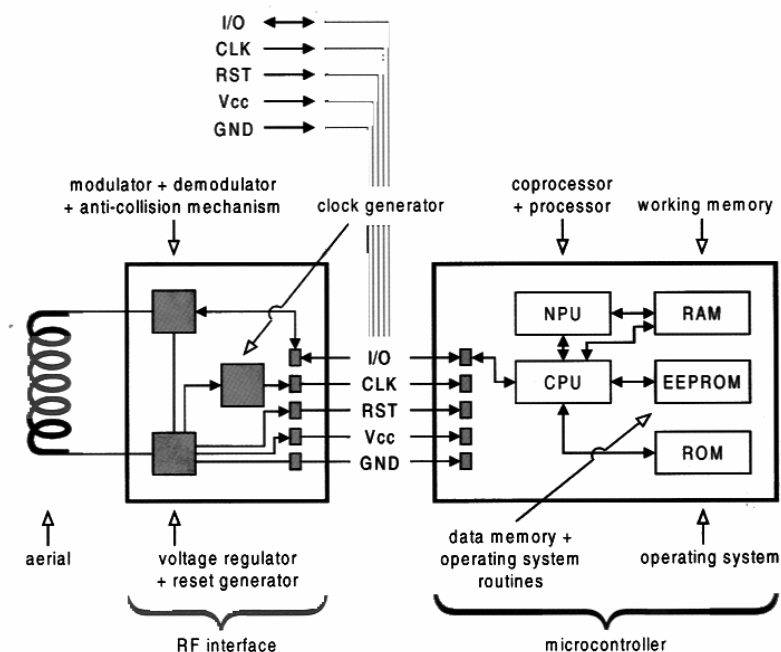 I/O
CLK
RST
Vcc
GND
modulator + demodulator
+ anti-collision mechanism
clock generator
coprocessor
+ processor
working memory
NPU
RAM
I/O
CPU
EEPROM
CLK
RST
Vcc
ROM
GND
aerial
voltage regulator
+ reset generator
data memory +
operating system
routines
operating system
RF interface
microcontroller